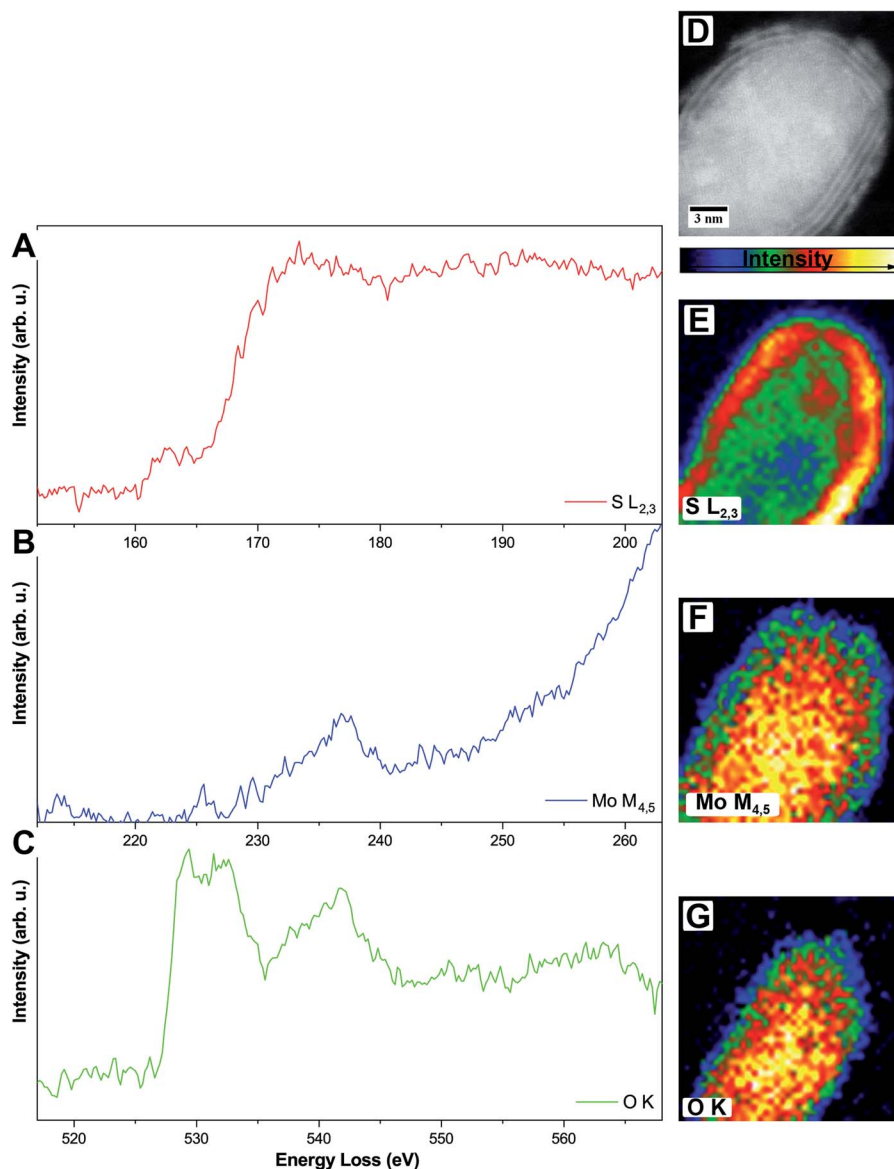 A
Intensity (arb. u.)
S L2,3
160 170 180 190 200
B
Intensity (arb. u.)
Mo M4,5
220 230 240 250 260
C
Intensity (arb. u.)
O K
520 530 540 550 560
Energy Loss (eV)
D
3 nm
Intensity
E
S L2,3
F
Mo M4,5
G
O K